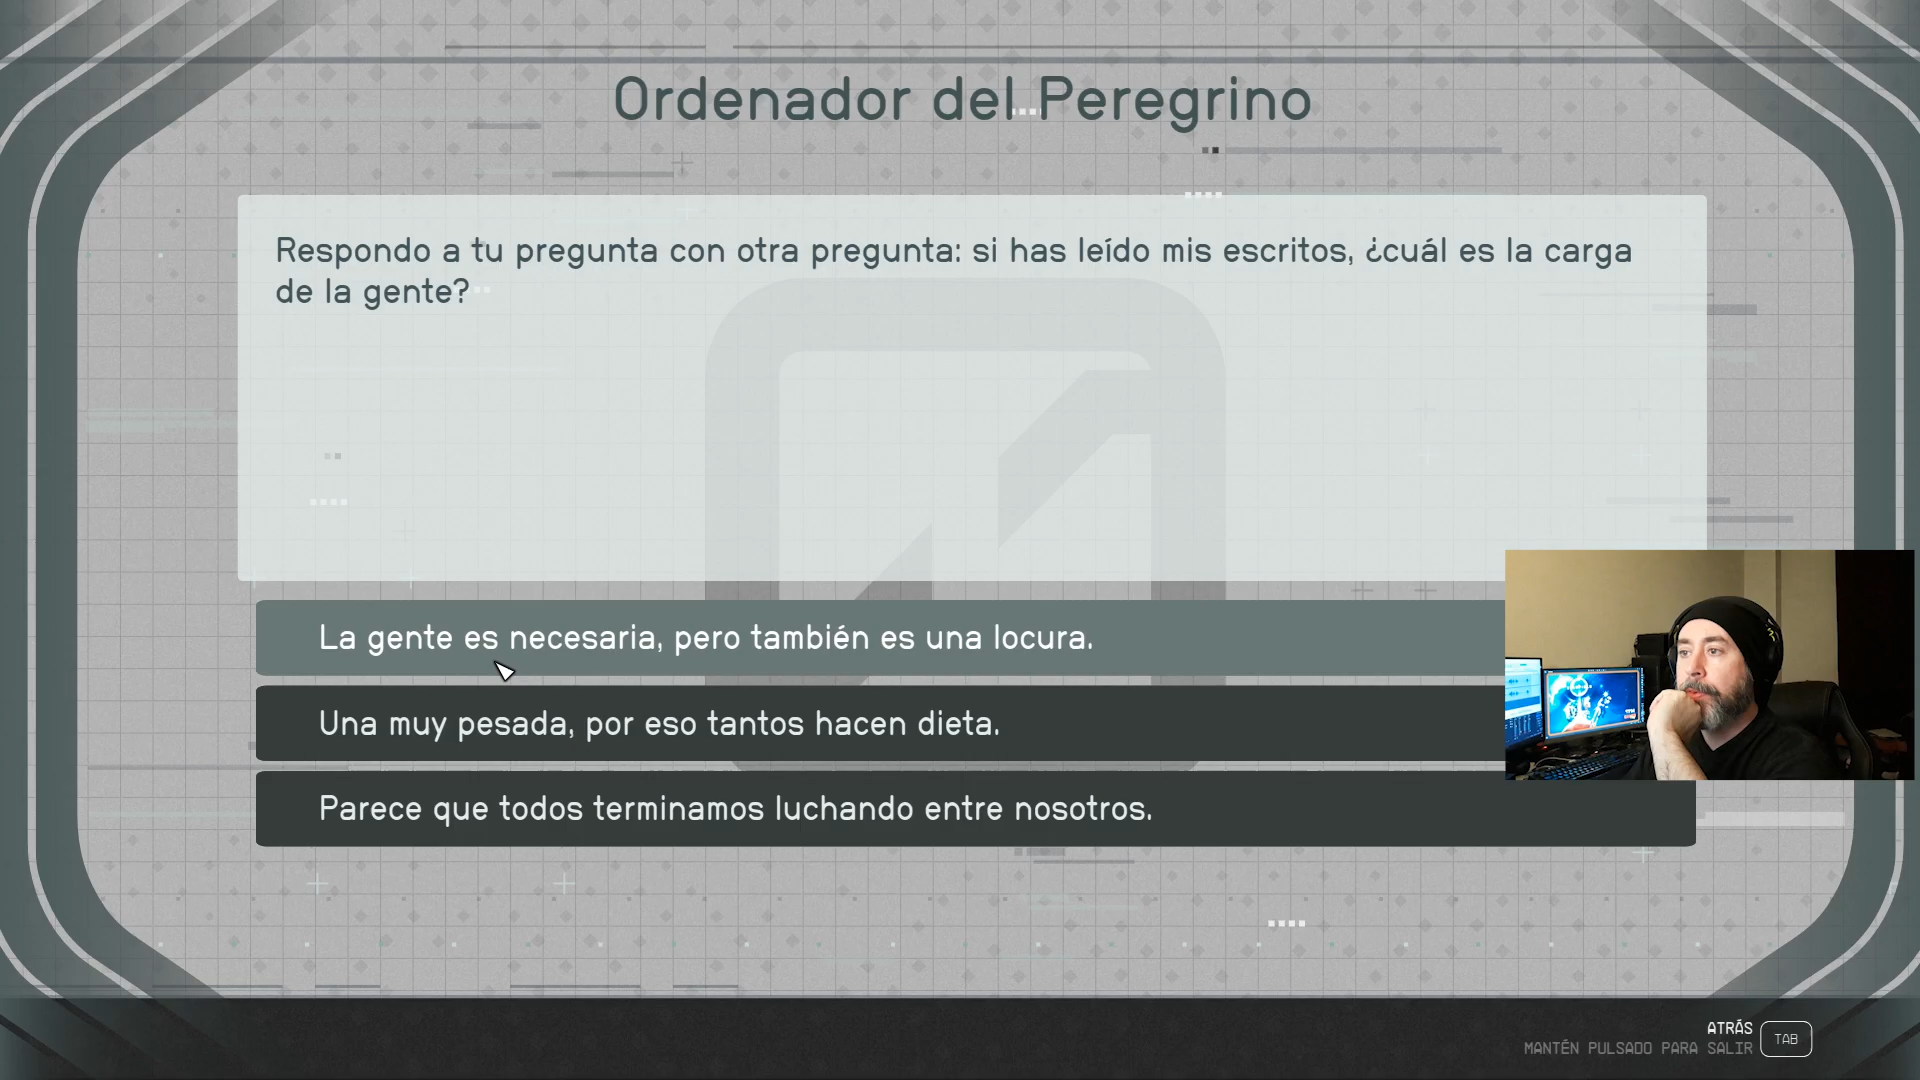 Ordenador del Peregrino
Respondo a tu pregunta con otra pregunta: si has leído mis escritos, ¿cuál es la carga
de la gente?
La gente es necesaria, pero también es una locura.
Una muy pesada, por eso tantos hacen dieta.
Parece que todos terminamos luchando entre nosotros.
ATRÁS
TAB
MANTÉN PULSADO PARA SALIR